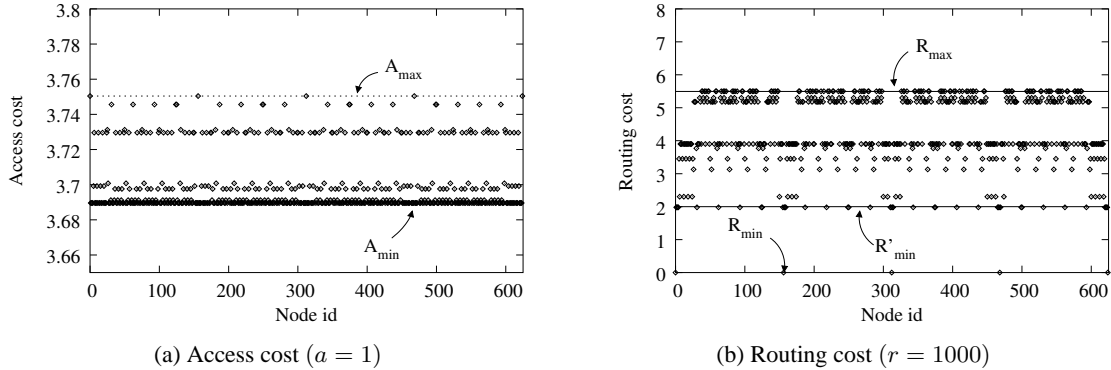 3.8
3.78
3.76
3.74
3.72
3.7
3.68
3.66
Access cost
A_max
A_min
0 100 200 300 400 500 600
Node id
(a) Access cost (a = 1)
8
7
6
5
4
3
2
1
0
Routing cost
R_max
R_min
R'_min
0 100 200 300 400 500 600
Node id
(b) Routing cost (r = 1000)